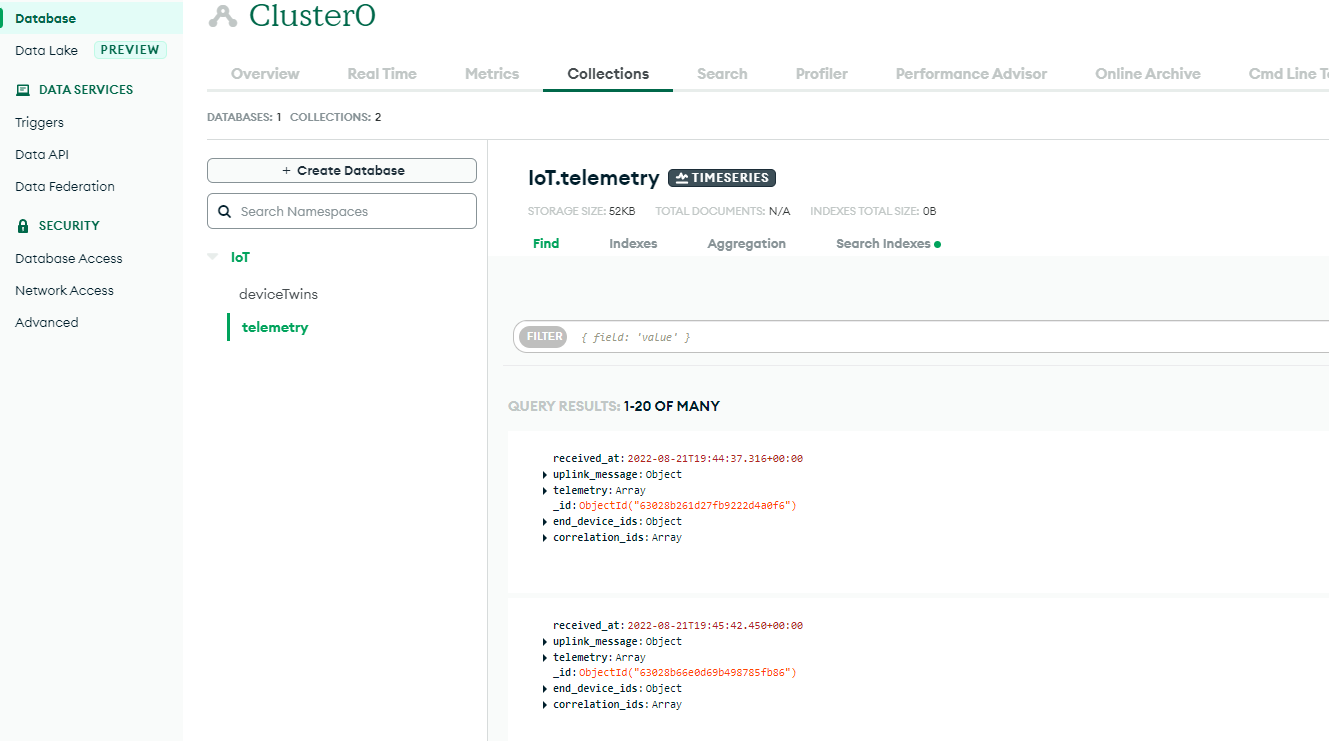 Database
Data Lake PREVIEW
DATA SERVICES
Triggers
Data API
Data Federation
SECURITY
Database Access
Network Access
Advanced
Cluster0
Overview Real Time Metrics Collections Search Profiler Performance Advisor Online Archive Cmd Line T
DATABASES: 1 COLLECTIONS: 2
+ Create Database
Search Namespaces
IoT
deviceTwins
telemetry
IoT.telemetry TIMESERIES
STORAGE SIZE: 52KB TOTAL DOCUMENTS: N/A INDEXES TOTAL SIZE: 0B
Find Indexes Aggregation Search Indexes
FILTER { field: 'value' }
QUERY RESULTS: 1-20 OF MANY
received_at: 2022-08-21T19:44:37.316+00:00
uplink_message: Object
telemetry: Array
_id: ObjectId("63028b261d27fb9222d4a0f6")
end_device_ids: Object
correlation_ids: Array
received_at: 2022-08-21T19:45:42.450+00:00
uplink_message: Object
telemetry: Array
_id: ObjectId("63028b66e0d69b498785fb86")
end_device_ids: Object
correlation_ids: Array